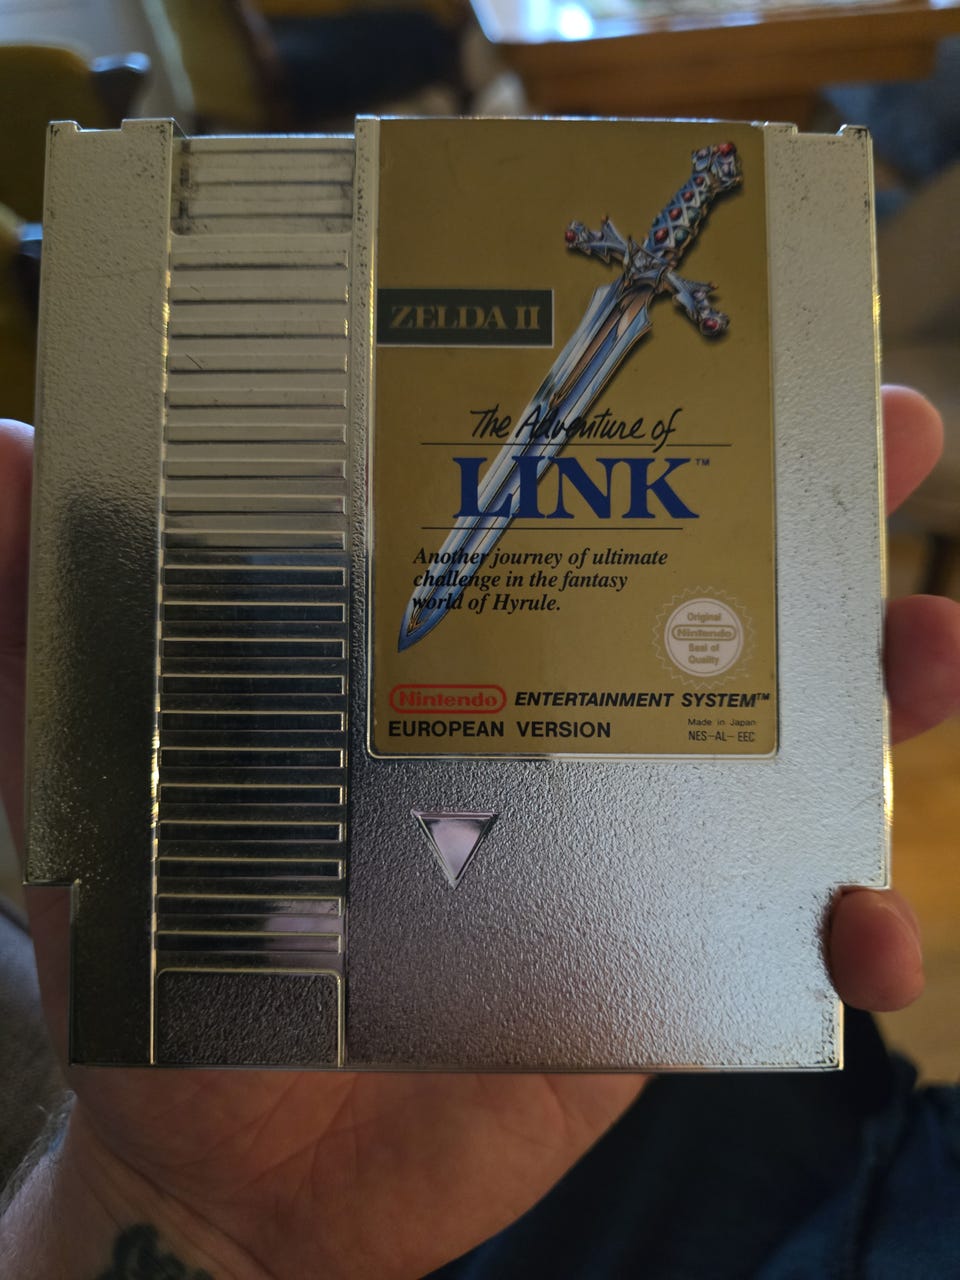 ZELDA II
The Adventure of
LINK™
Another journey of ultimate
challenge in the fantasy
world of Hyrule.
Original
Nintendo
Seal of
Quality
Nintendo ENTERTAINMENT SYSTEM™
EUROPEAN VERSION
Made in Japan
NES-AL-EEC